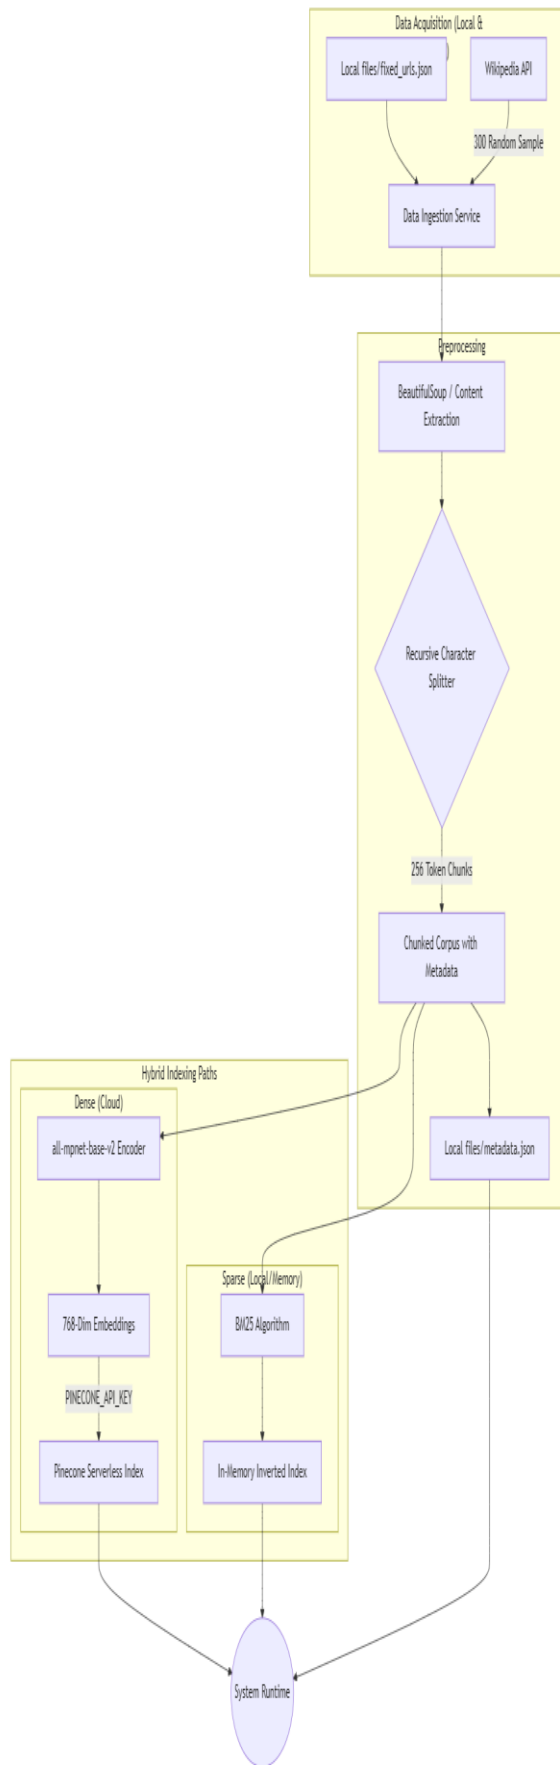 Data Acquisition (Local &
)
Local files/fixed_urls.json
Wikipedia API
300 Random Sample
Data Ingestion Service
Preprocessing
BeautifulSoup / Content
Extraction
Recursive Character
Splitter
256 Token Chunks
Chunked Corpus with
Metadata
Hybrid Indexing Paths
Dense (Cloud)
all-mpnet-base-v2 Encoder
Local files/metadata.json
Sparse (Local/Memory)
768-Dim Embeddings
BM25 Algorithm
PINECONE_API_KEY
Pinecone Serverless Index
In-Memory Inverted Index
System Runtime